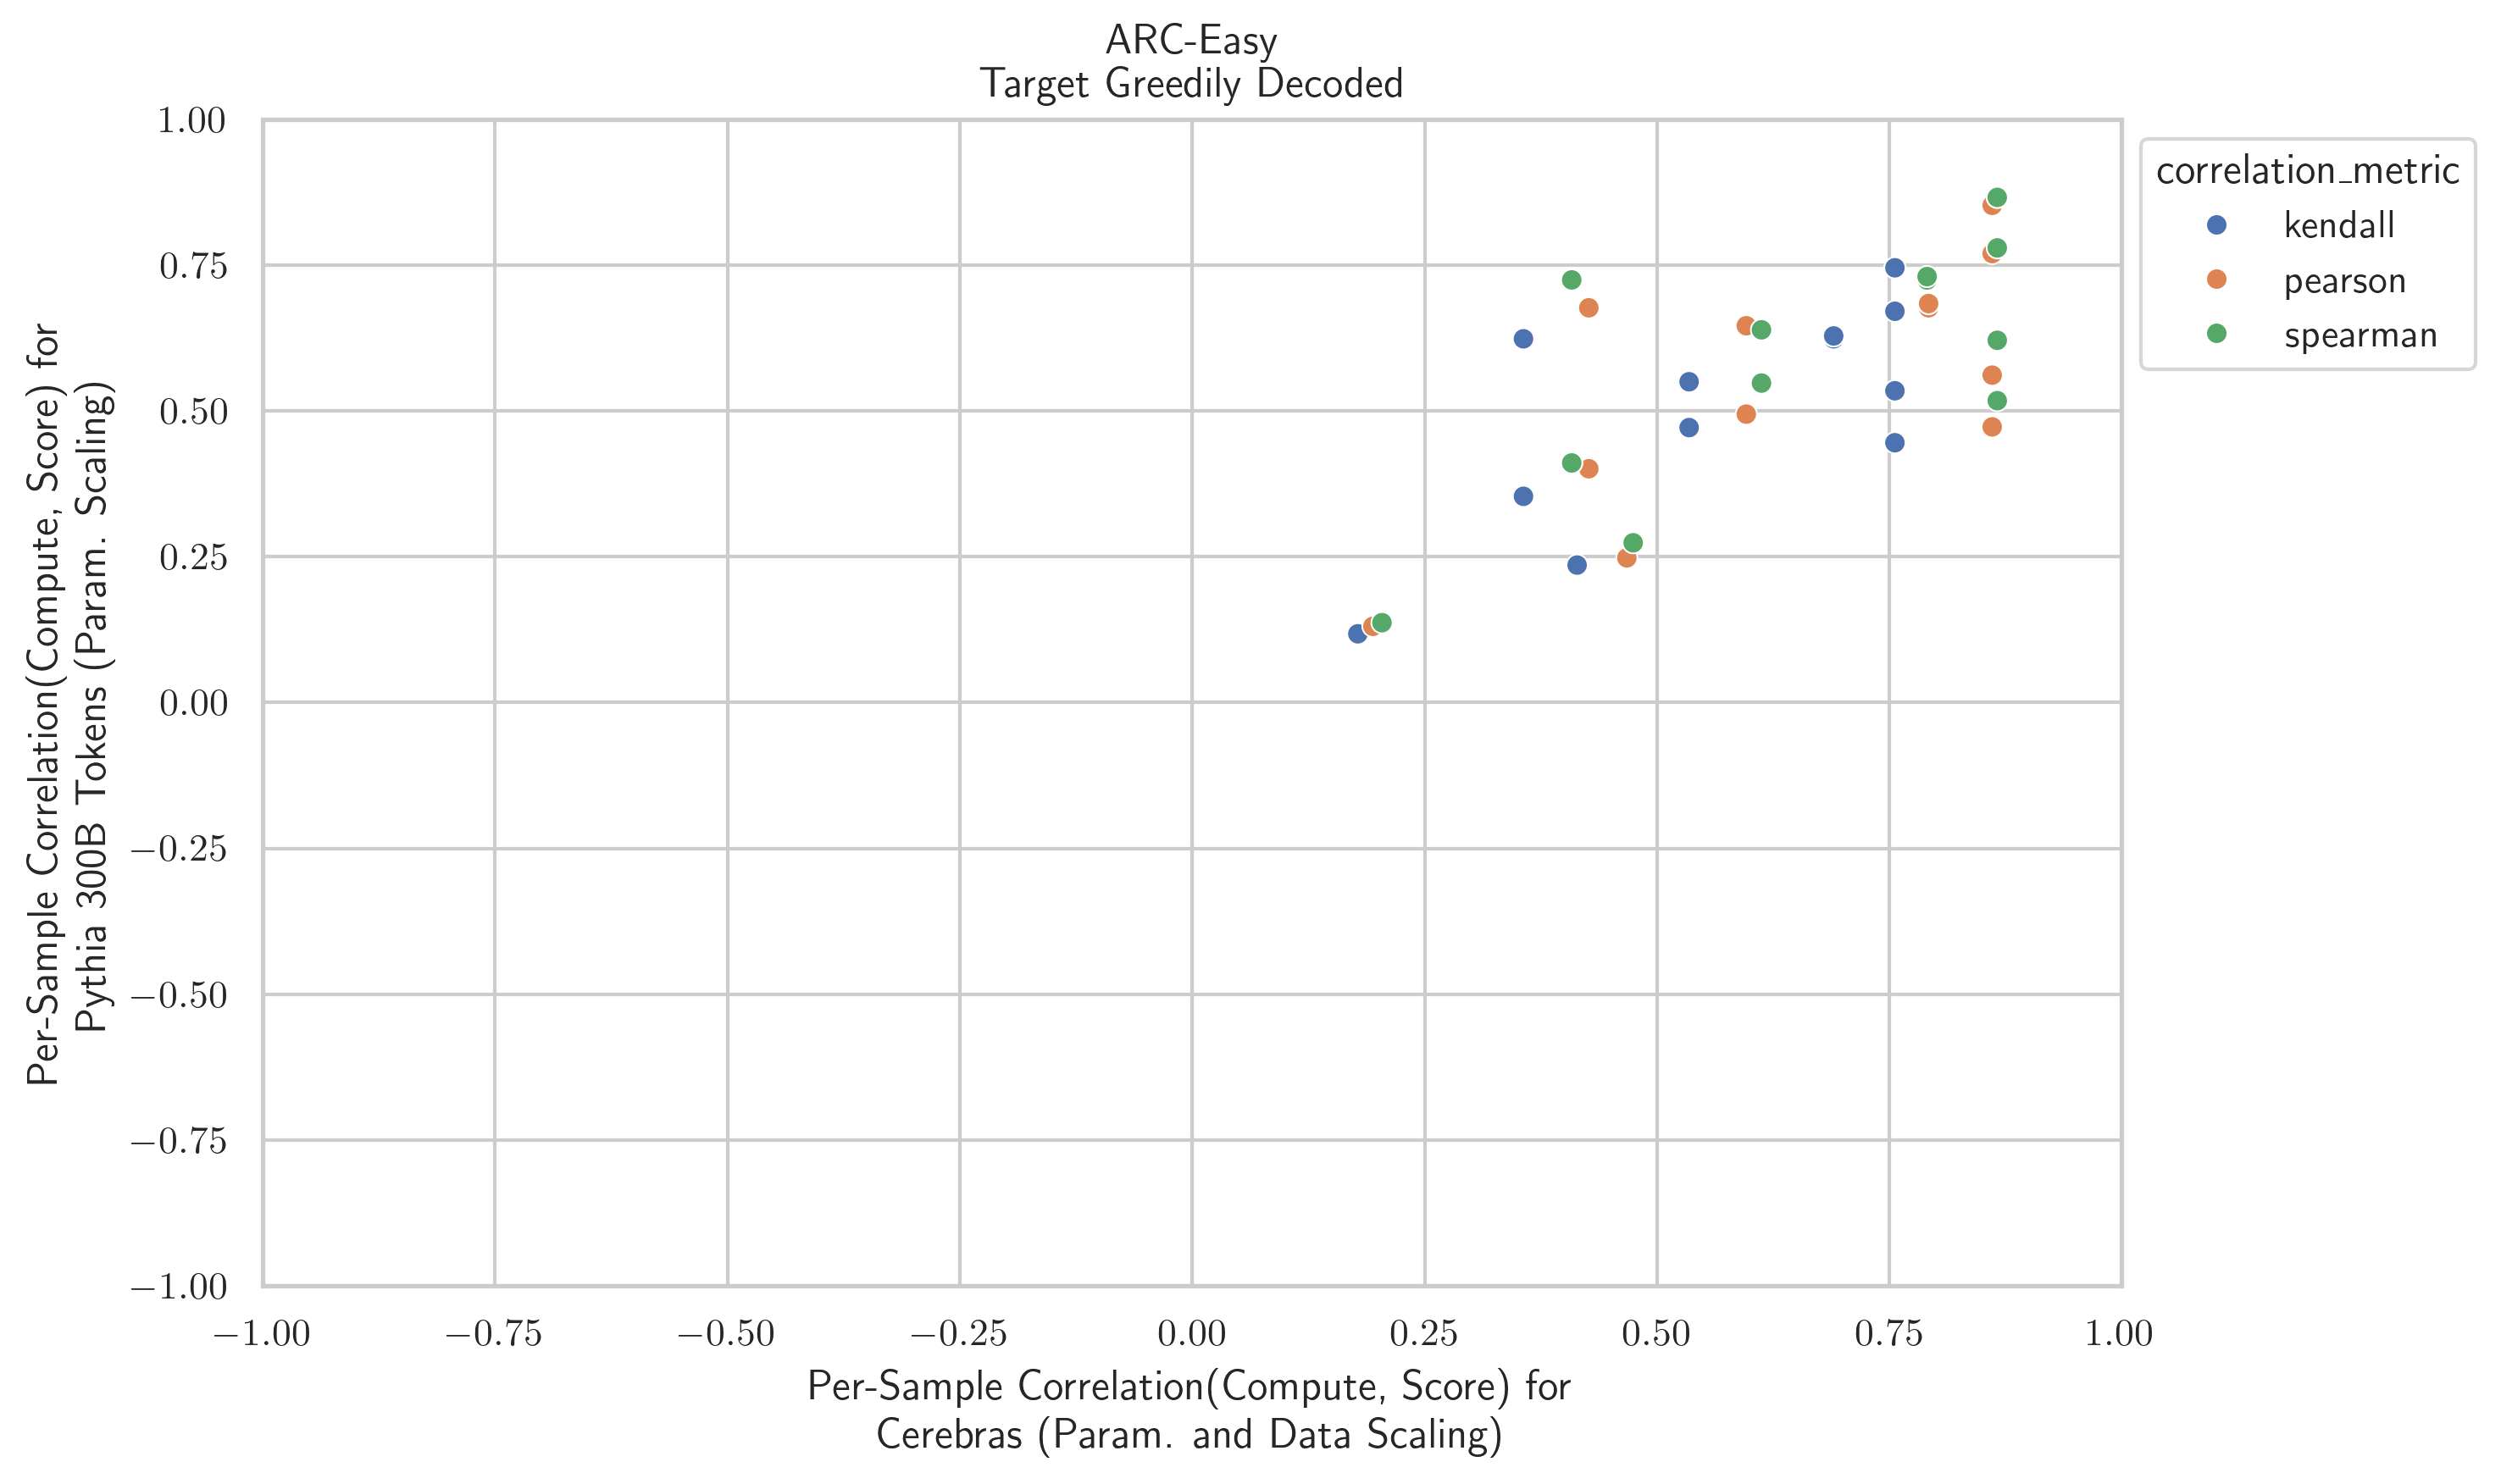 ARC-Easy
Target Greedily Decoded
Per-Sample Correlation(Compute, Score) for
Pythia 300B Tokens (Param. Scaling)
1.00
0.75
0.50
0.25
0.00
−0.25
−0.50
−0.75
−1.00
−1.00 −0.75 −0.50 −0.25 0.00 0.25 0.50 0.75 1.00
Per-Sample Correlation(Compute, Score) for
Cerebras (Param. and Data Scaling)
correlation_metric
kendall
pearson
spearman